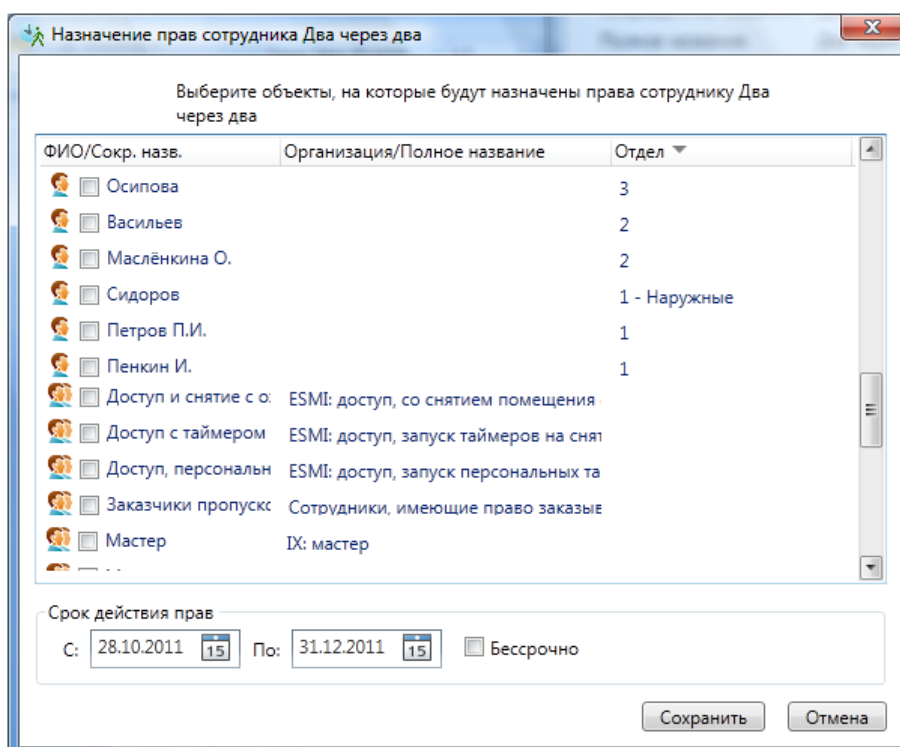 Назначение прав сотрудника Два через два
Выберите объекты, на которые будут назначены права сотруднику Два
через два
ФИО/Сокр. назв. Организация/Полное название Отдел
Осипова 3
Васильев 2
Маслёнкина О. 2
Сидоров 1 - Наружные
Петров П.И. 1
Пенкин И. 1
Доступ и снятие с о: ESMI: доступ, со снятием помещения
Доступ с таймером ESMI: доступ, запуск таймеров на снят
Доступ, персональн ESMI: доступ, запуск персональных та
Заказчики пропуско Сотрудники, имеющие право заказыв
Мастер IX: мастер
Срок действия прав
С: 28.10.2011 15 По: 31.12.2011 15 Бессрочно
Сохранить Отмена